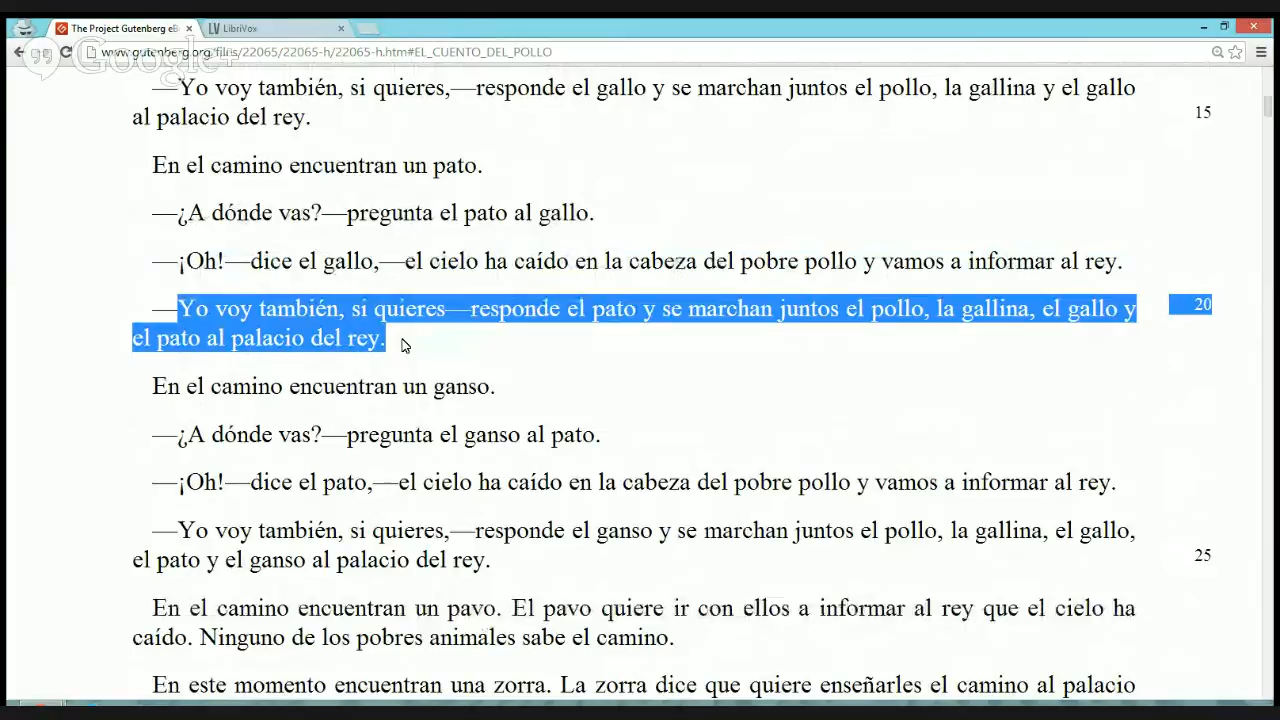 The Project Gutenberg eB
LibriVox
www.gutenberg.org/files/22065/22065-h/22065-h.htm#EL_CUENTO_DEL_POLLO
Google+
—Yo voy también, si quieres,—responde el gallo y se marchan juntos el pollo, la gallina y el gallo
al palacio del rey.
15
En el camino encuentran un pato.
—¿A dónde vas?—pregunta el pato al gallo.
—¡Oh!—dice el gallo,—el cielo ha caído en la cabeza del pobre pollo y vamos a informar al rey.
—Yo voy también, si quieres—responde el pato y se marchan juntos el pollo, la gallina, el gallo y
20
el pato al palacio del rey.
En el camino encuentran un ganso.
—¿A dónde vas?—pregunta el ganso al pato.
—¡Oh!—dice el pato,—el cielo ha caído en la cabeza del pobre pollo y vamos a informar al rey.
—Yo voy también, si quieres,—responde el ganso y se marchan juntos el pollo, la gallina, el gallo,
el pato y el ganso al palacio del rey.
25
En el camino encuentran un pavo. El pavo quiere ir con ellos a informar al rey que el cielo ha
caído. Ninguno de los pobres animales sabe el camino.
En este momento encuentran una zorra. La zorra dice que quiere enseñarles el camino al palacio